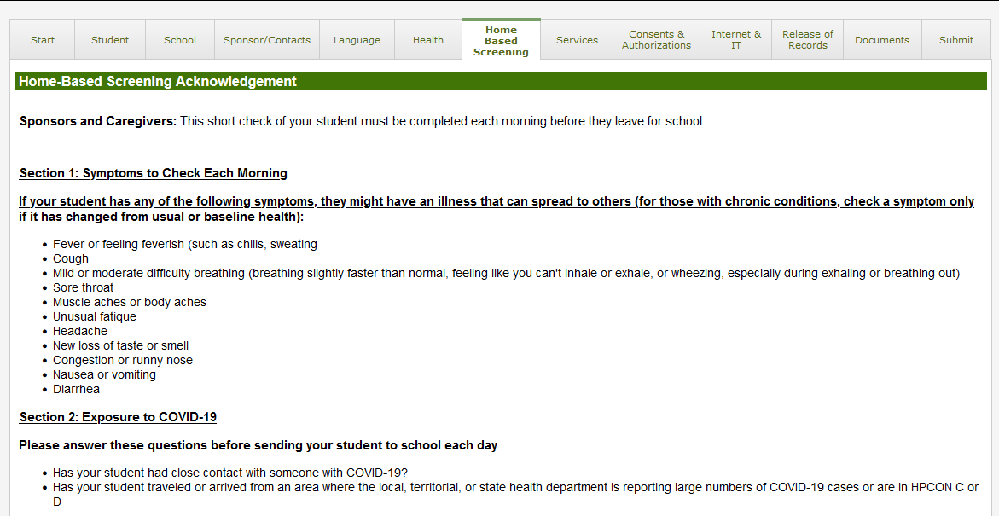 Start
Student
School
Sponsor/Contacts
Language
Health
Home
Based
Screening
Services
Consents &
Authorizations
Internet &
IT
Release of
Records
Documents
Submit
Home-Based Screening Acknowledgement
Sponsors and Caregivers: This short check of your student must be completed each morning before they leave for school.
Section 1: Symptoms to Check Each Morning
If your student has any of the following symptoms, they might have an illness that can spread to others (for those with chronic conditions, check a symptom only
if it has changed from usual or baseline health):
• Fever or feeling feverish (such as chills, sweating
• Cough
• Mild or moderate difficulty breathing (breathing slightly faster than normal, feeling like you can't inhale or exhale, or wheezing, especially during exhaling or breathing out)
• Sore throat
• Muscle aches or body aches
• Unusual fatique
• Headache
• New loss of taste or smell
• Congestion or runny nose
• Nausea or vomiting
• Diarrhea
Section 2: Exposure to COVID-19
Please answer these questions before sending your student to school each day
• Has your student had close contact with someone with COVID-19?
• Has your student traveled or arrived from an area where the local, territorial, or state health department is reporting large numbers of COVID-19 cases or are in HPCON C or
D